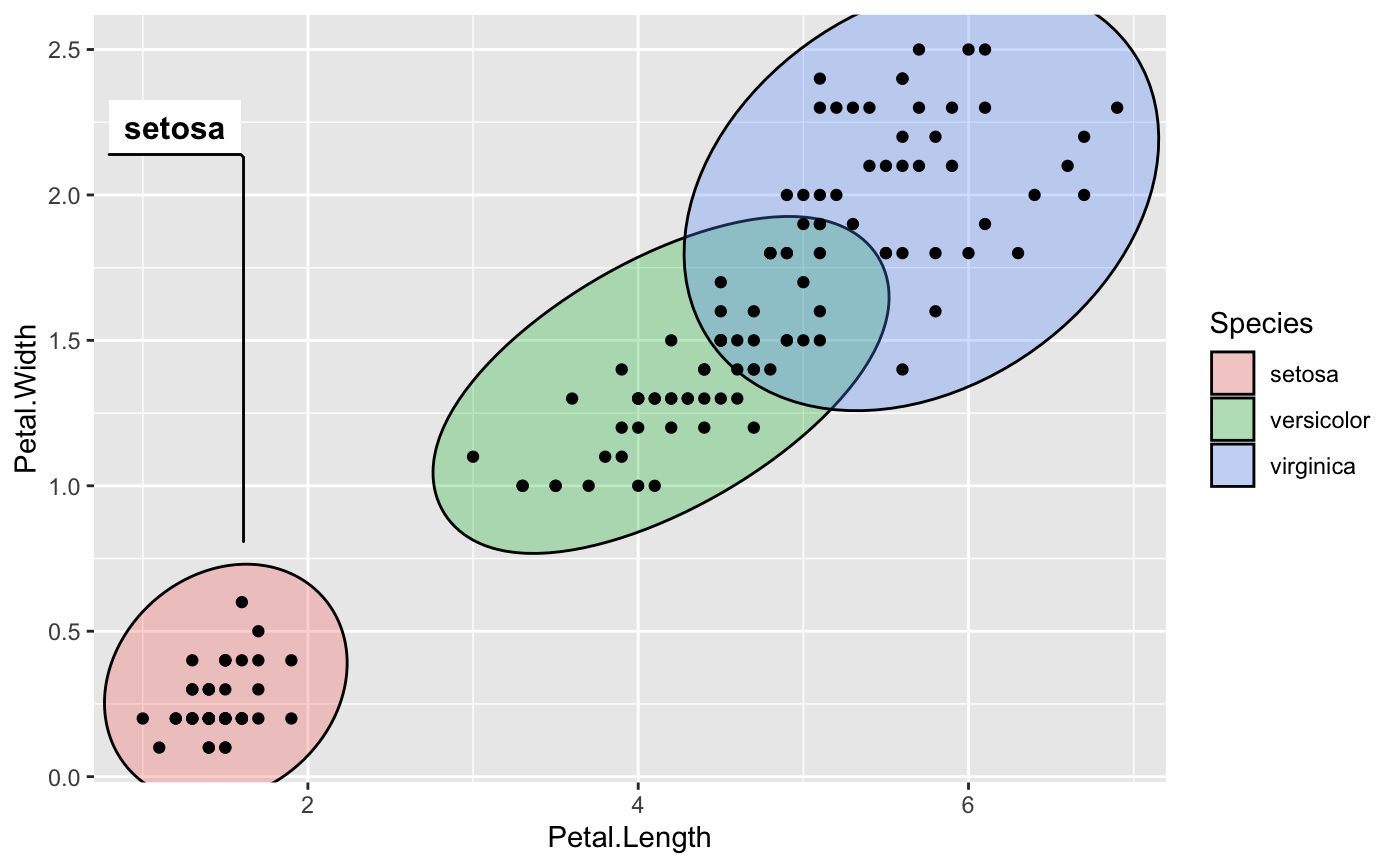 2.5
setosa
2.0
1.5
1.0
0.5
0.0
2 4 6
Petal.Length
Petal.Width
Species
setosa
versicolor
virginica